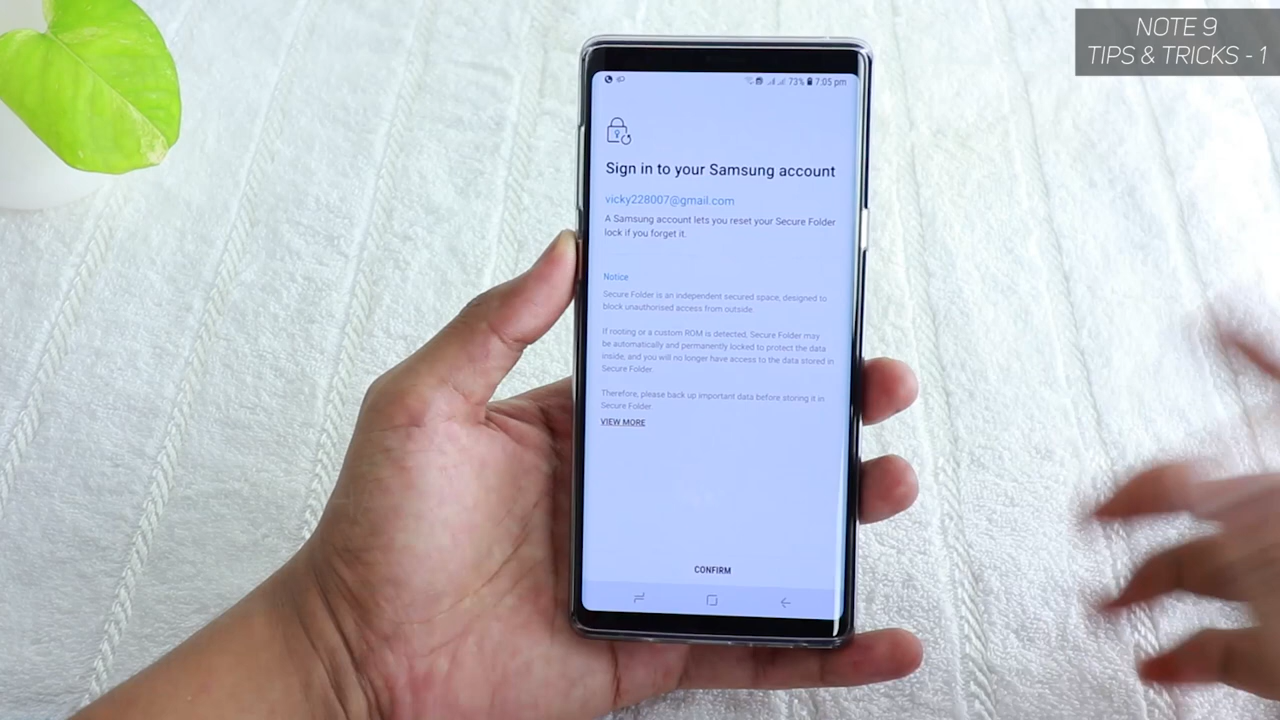 NOTE 9
TIPS & TRICKS - 1
73% 7:05 pm
Sign in to your Samsung account
vicky228007@gmail.com
A Samsung account lets you reset your Secure Folder
lock if you forget it.
Notice
Secure Folder is an independent secured space, designed to
block unauthorised access from outside.
If rooting or a custom ROM is detected, Secure Folder may
be automatically and permanently locked to protect the data
inside, and you will no longer have access to the data stored in
Secure Folder.
Therefore, please back up important data before storing it in
Secure Folder.
VIEW MORE
CONFIRM